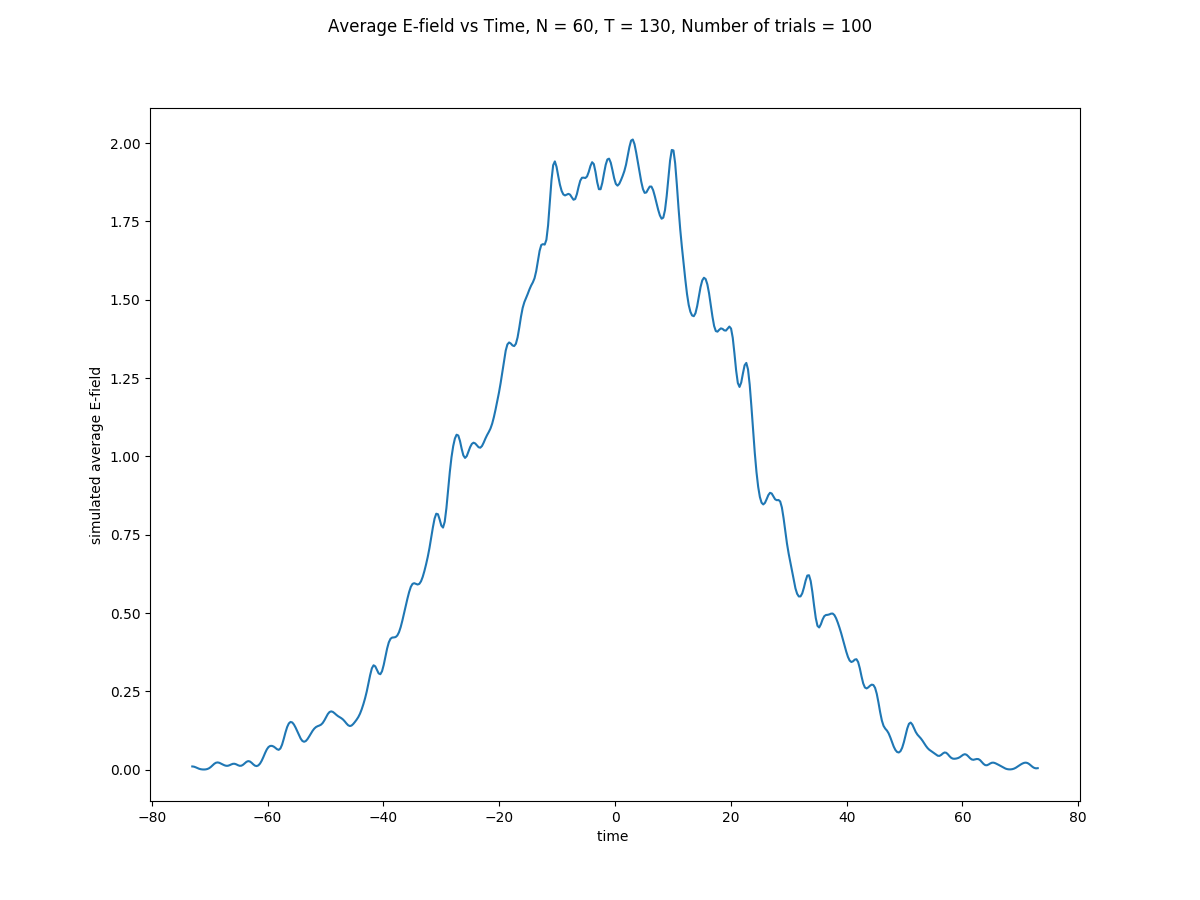 Average E-field vs Time, N = 60, T = 130, Number of trials = 100
simulated average E-field
2.00
1.75
1.50
1.25
1.00
0.75
0.50
0.25
0.00
−80 −60 −40 −20 0 20 40 60 80
time